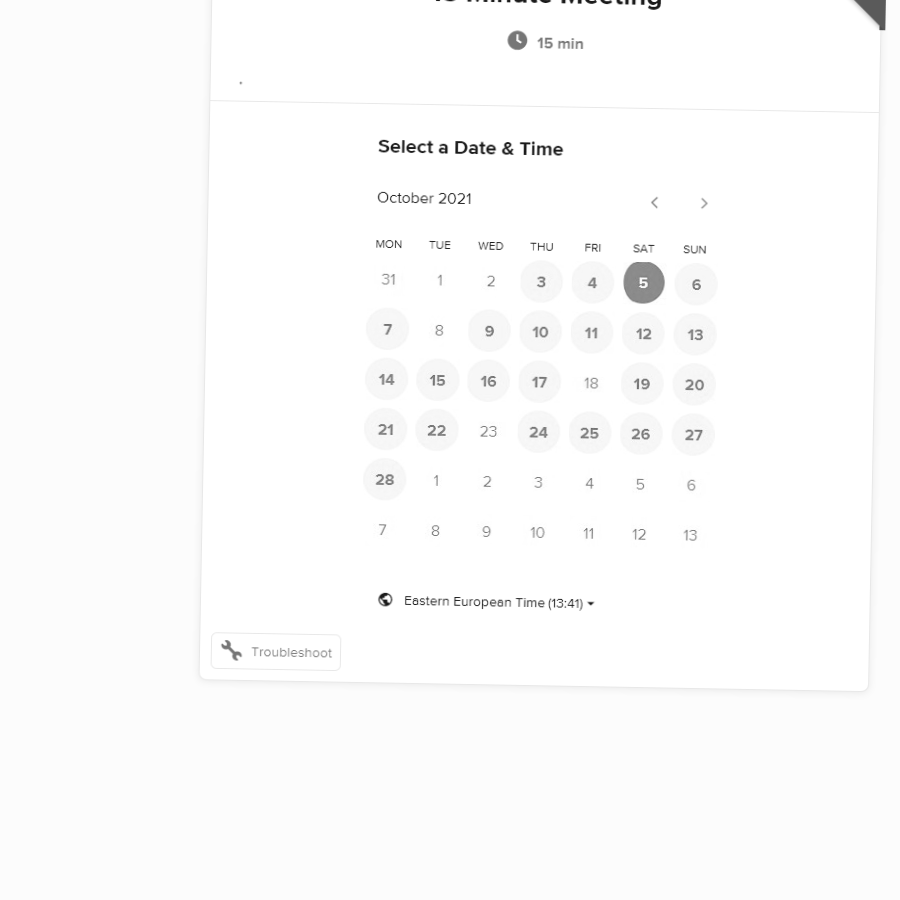 15 Minute Meeting
15 min
.
Select a Date & Time
October 2021
MON TUE WED THU FRI SAT SUN
31 1 2 3 4 5 6
7 8 9 10 11 12 13
14 15 16 17 18 19 20
21 22 23 24 25 26 27
28 1 2 3 4 5 6
7 8 9 10 11 12 13
Eastern European Time (13:41)
Troubleshoot